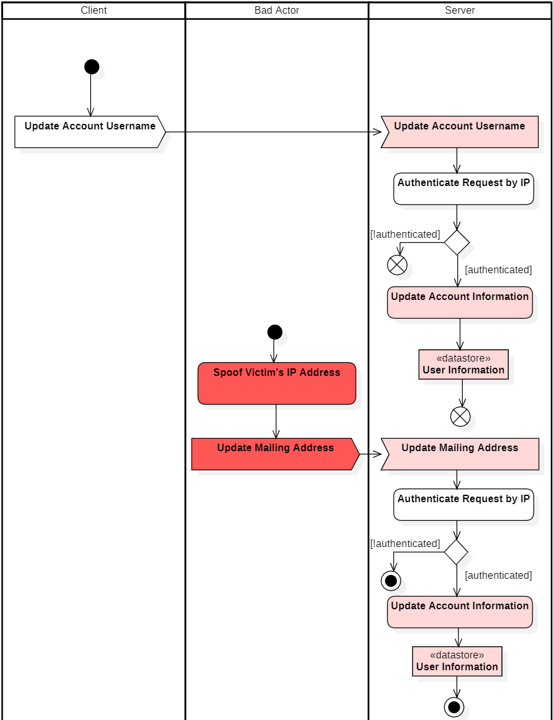 Client
Bad Actor
Server
Update Account Username
Update Account Username
Authenticate Request by IP
[!authenticated]
[authenticated]
Update Account Information
«datastore»
User Information
Spoof Victim's IP Address
Update Mailing Address
Update Mailing Address
Authenticate Request by IP
[!authenticated]
[authenticated]
Update Account Information
«datastore»
User Information